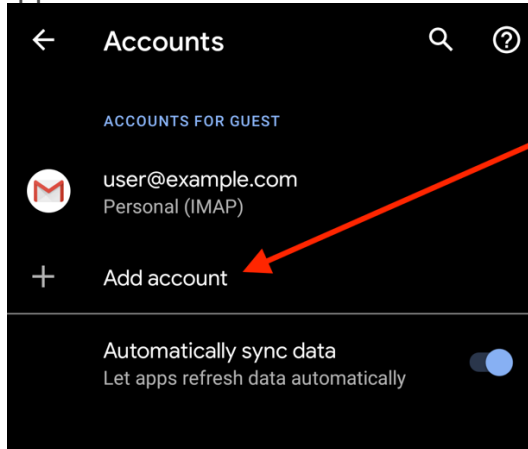 Accounts
ACCOUNTS FOR GUEST
user@example.com
Personal (IMAP)
Add account
Automatically sync data
Let apps refresh data automatically